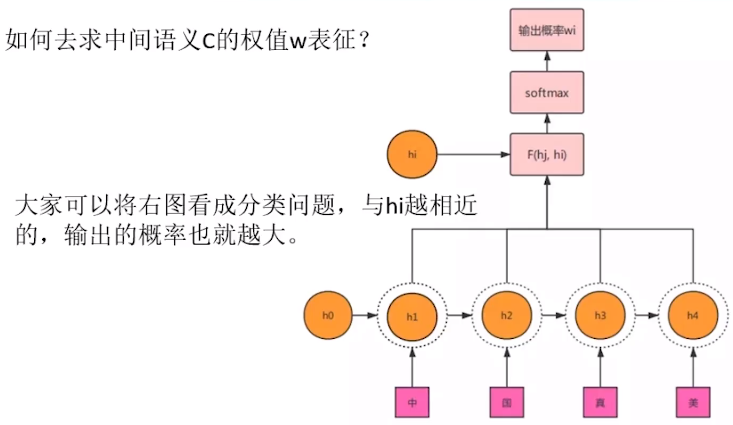 如何去求中间语义C的权值w表征？
输出概率wi
softmax
hi
F(hj, hi)
大家可以将右图看成分类问题，与hi越相近
的，输出的概率也就越大。
h0
h1
h2
h3
h4
中
国
真
美